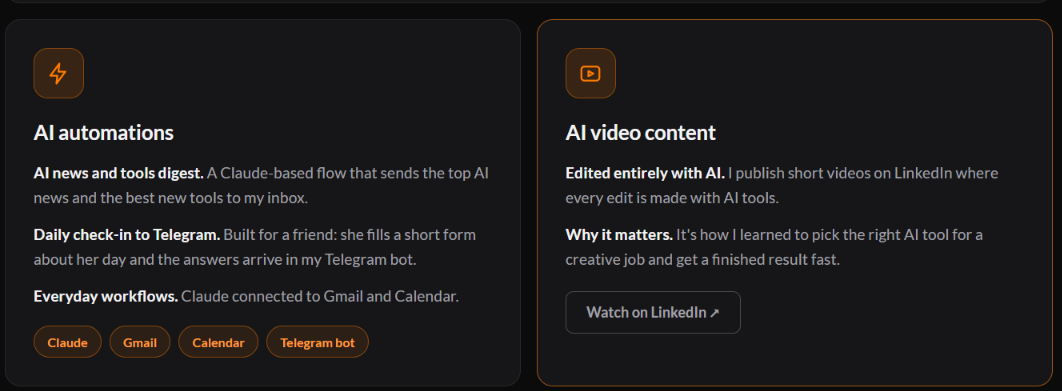 AI automations
AI news and tools digest. A Claude-based flow that sends the top AI
news and the best new tools to my inbox.
Daily check-in to Telegram. Built for a friend: she fills a short form
about her day and the answers arrive in my Telegram bot.
Everyday workflows. Claude connected to Gmail and Calendar.
Claude
Gmail
Calendar
Telegram bot
AI video content
Edited entirely with AI. I publish short videos on LinkedIn where
every edit is made with AI tools.
Why it matters. It's how I learned to pick the right AI tool for a
creative job and get a finished result fast.
Watch on LinkedIn ↗